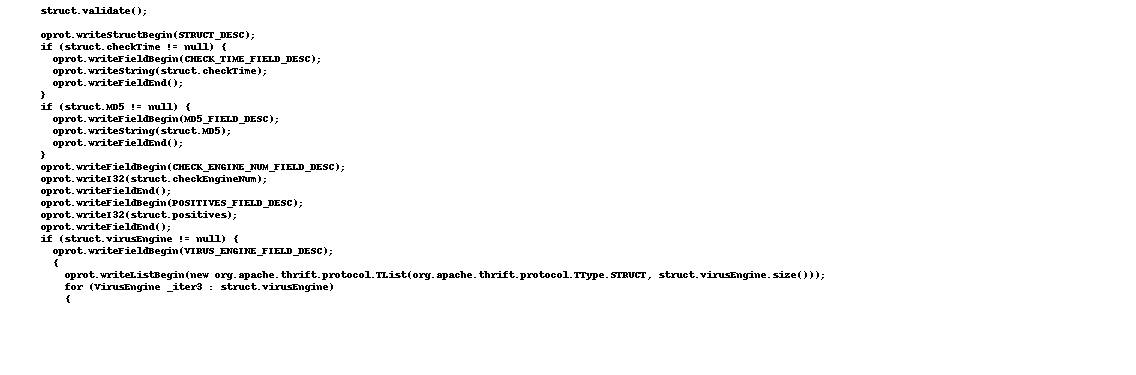 struct.validate();
oprot.writeStructBegin(STRUCT_DESC);
if (struct.checkTime != null) {
oprot.writeFieldBegin(CHECK_TIME_FIELD_DESC);
oprot.writeString(struct.checkTime);
oprot.writeFieldEnd();
}
if (struct.MD5 != null) {
oprot.writeFieldBegin(MD5_FIELD_DESC);
oprot.writeString(struct.MD5);
oprot.writeFieldEnd();
}
oprot.writeFieldBegin(CHECK_ENGINE_NUM_FIELD_DESC);
oprot.writeI32(struct.checkEngineNum);
oprot.writeFieldEnd();
oprot.writeFieldBegin(POSITIVES_FIELD_DESC);
oprot.writeI32(struct.positives);
oprot.writeFieldEnd();
if (struct.virusEngine != null) {
oprot.writeFieldBegin(VIRUS_ENGINE_FIELD_DESC);
{
oprot.writeListBegin(new org.apache.thrift.protocol.TList(org.apache.thrift.protocol.TType.STRUCT, struct.virusEngine.size()));
for (VirusEngine _iter3 : struct.virusEngine)
{